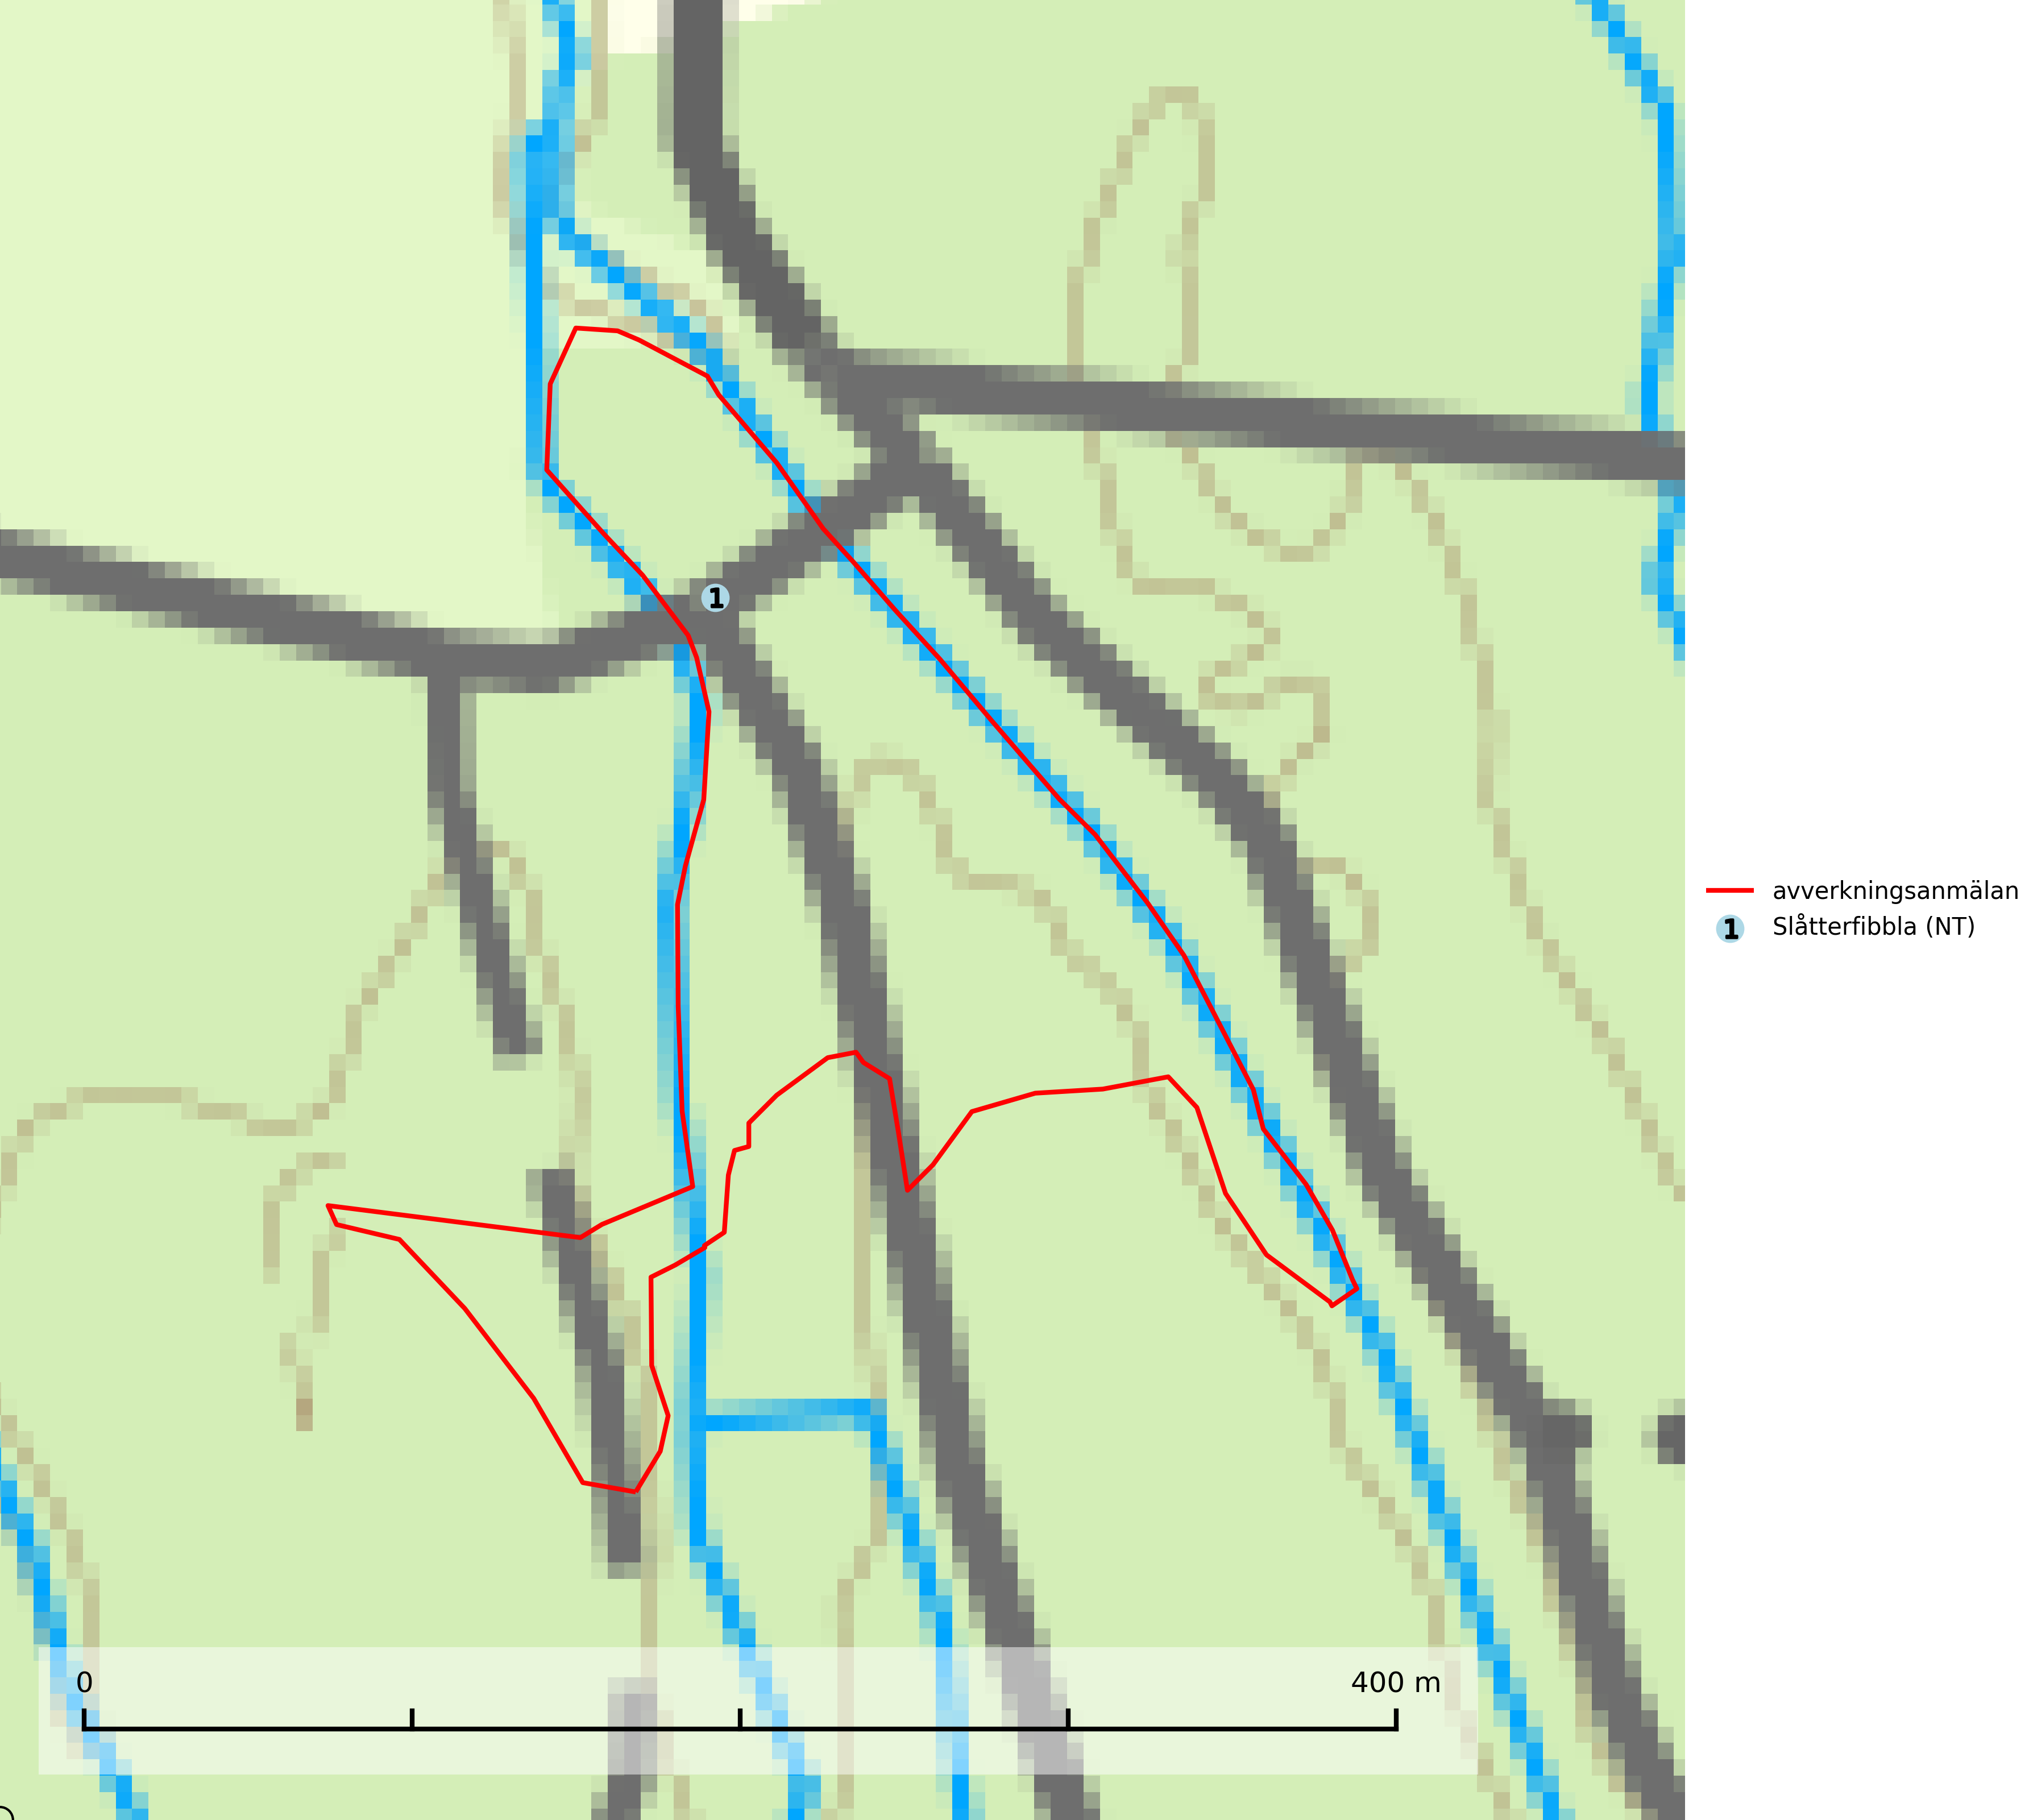 1
avverkningsanmälan
1 Slåtterfibbla (NT)
0 400 m